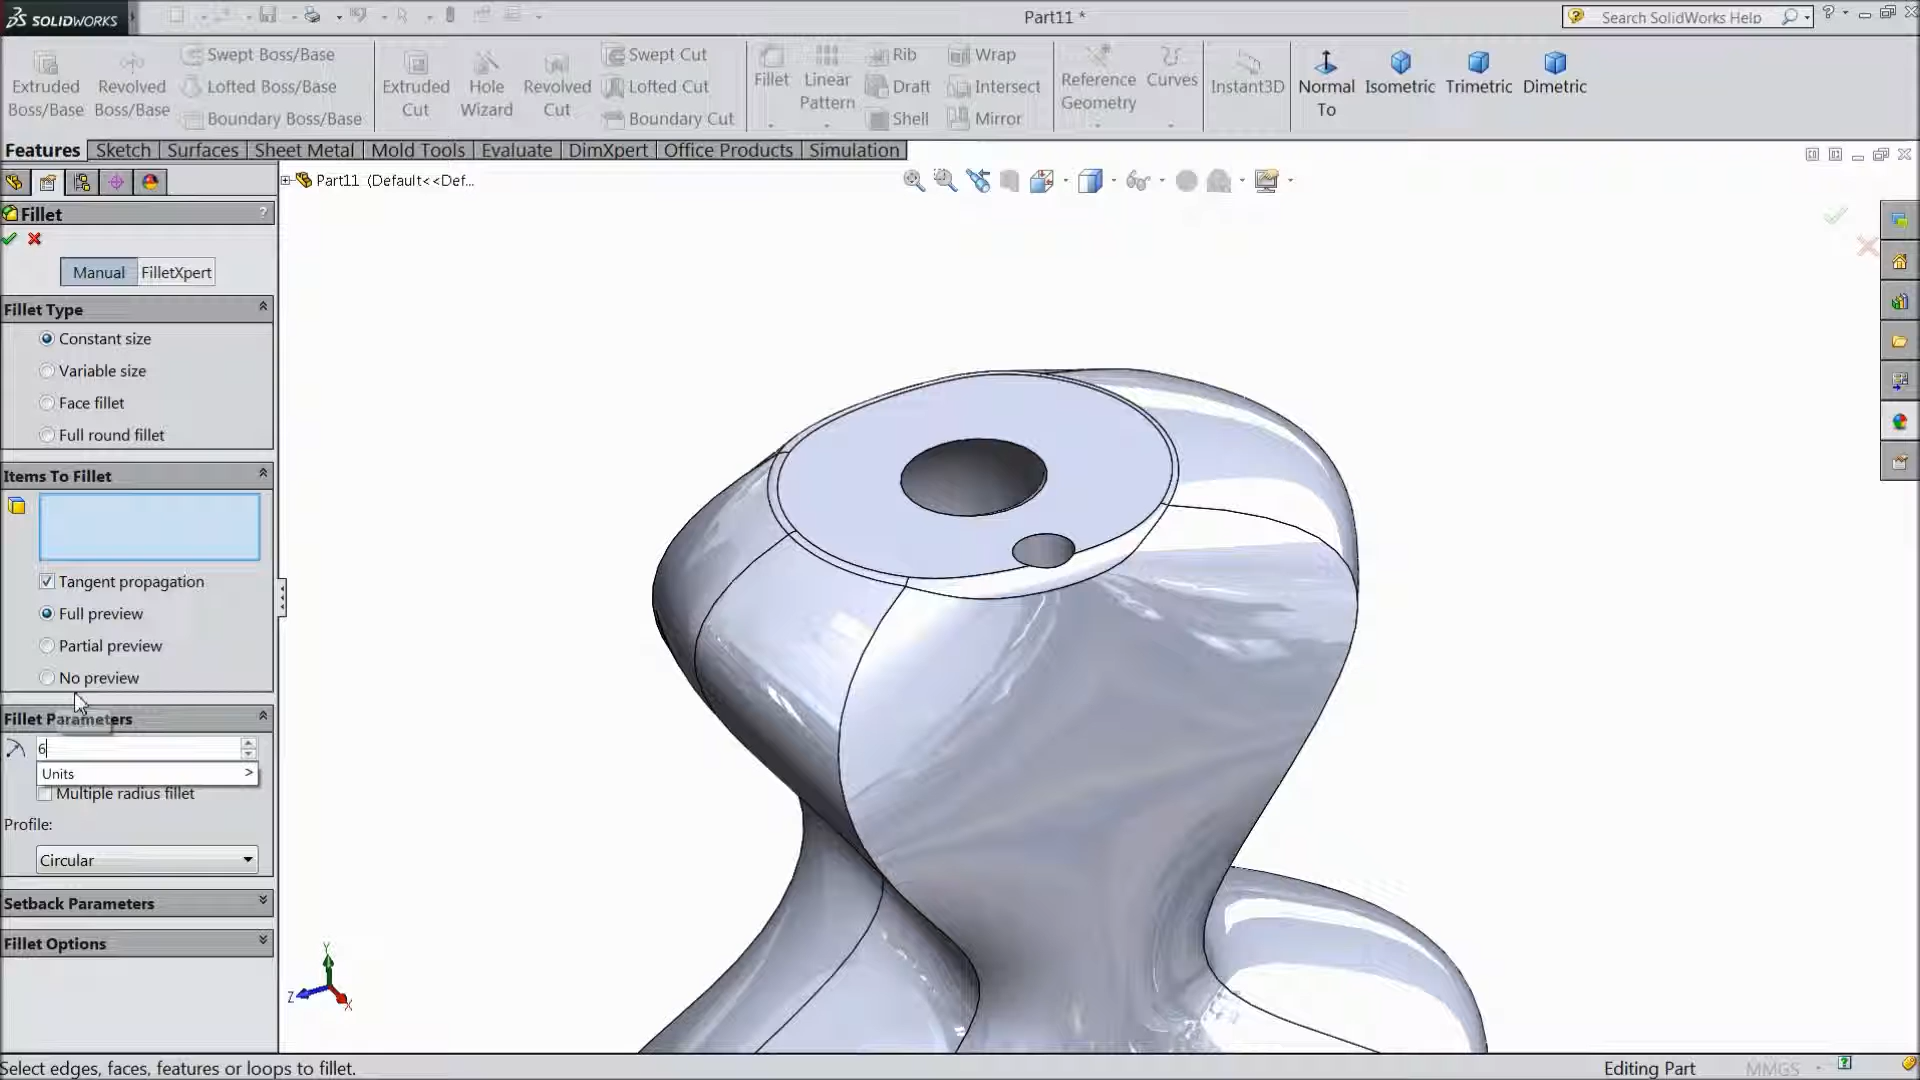 SOLIDWORKS
Part11 *
Search SolidWorks Help
Extruded Boss/Base
Revolved Boss/Base
Swept Boss/Base
Lofted Boss/Base
Boundary Boss/Base
Extruded Cut
Hole Wizard
Revolved Cut
Swept Cut
Lofted Cut
Boundary Cut
Fillet
Linear Pattern
Rib
Draft
Shell
Wrap
Intersect
Mirror
Reference Geometry
Curves
Instant3D
Normal To
Isometric
Trimetric
Dimetric
Features
Sketch
Surfaces
Sheet Metal
Mold Tools
Evaluate
DimXpert
Office Products
Simulation
Part11 (Default<<Def...
Fillet
?
Manual
FilletXpert
Fillet Type
Constant size
Variable size
Face fillet
Full round fillet
Items To Fillet
Tangent propagation
Full preview
Partial preview
No preview
Fillet Parameters
6
Units >
Multiple radius fillet
Profile:
Circular
Setback Parameters
Fillet Options
Y
Z
X
Select edges, faces, features or loops to fillet.
Editing Part
MMGS